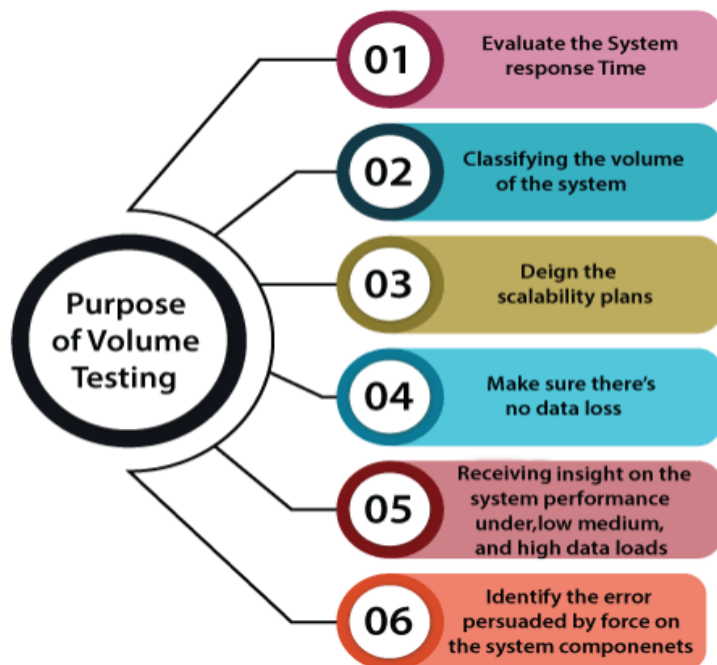 Purpose
of Volume
Testing
01
Evaluate the System
response Time
02
Classifying the volume
of the system
03
Deign the
scalability plans
04
Make sure there's
no data loss
05
Receiving insight on the
system performance
under,low medium,
and high data loads
06
Identify the error
persuaded by force on
the system componenets